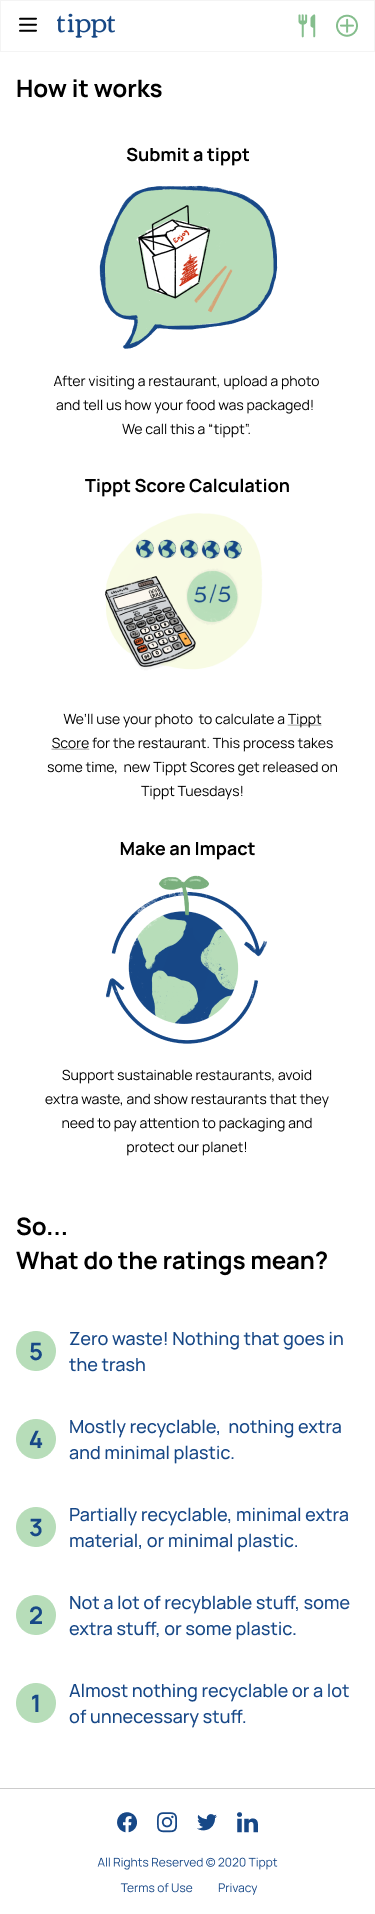 tippt
How it works
Submit a tippt
Enjoy
After visiting a restaurant, upload a photo
and tell us how your food was packaged!
We call this a “tippt”.
Tippt Score Calculation
5/5
We'll use your photo  to calculate a Tippt
Score for the restaurant. This process takes
some time,  new Tippt Scores get released on
Tippt Tuesdays!
Make an Impact
Support sustainable restaurants, avoid
extra waste, and show restaurants that they
need to pay attention to packaging and
protect our planet!
So...
What do the ratings mean?
5 Zero waste! Nothing that goes in
the trash
4 Mostly recyclable,  nothing extra
and minimal plastic.
3 Partially recyclable, minimal extra
material, or minimal plastic.
2 Not a lot of recyblable stuff, some
extra stuff, or some plastic.
1 Almost nothing recyclable or a lot
of unnecessary stuff.
All Rights Reserved © 2020 Tippt
Terms of Use Privacy